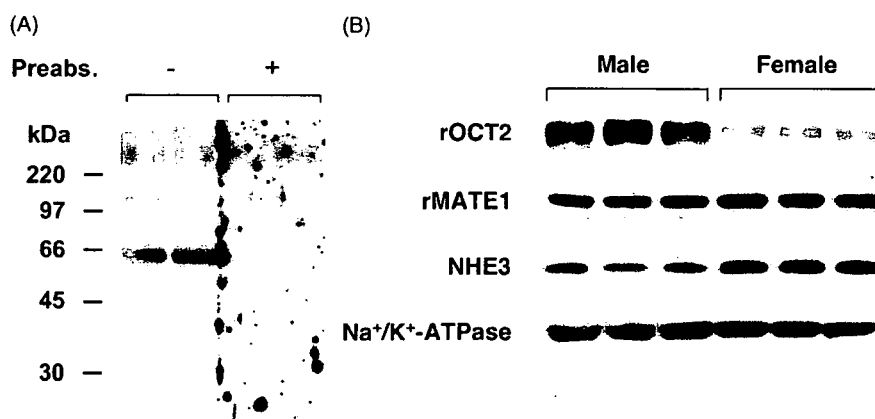 (A)
Preabs. - +
kDa
220
97
66
45
30
(B)
Male Female
rOCT2
rMATE1
NHE3
Na⁺/K⁺-ATPase